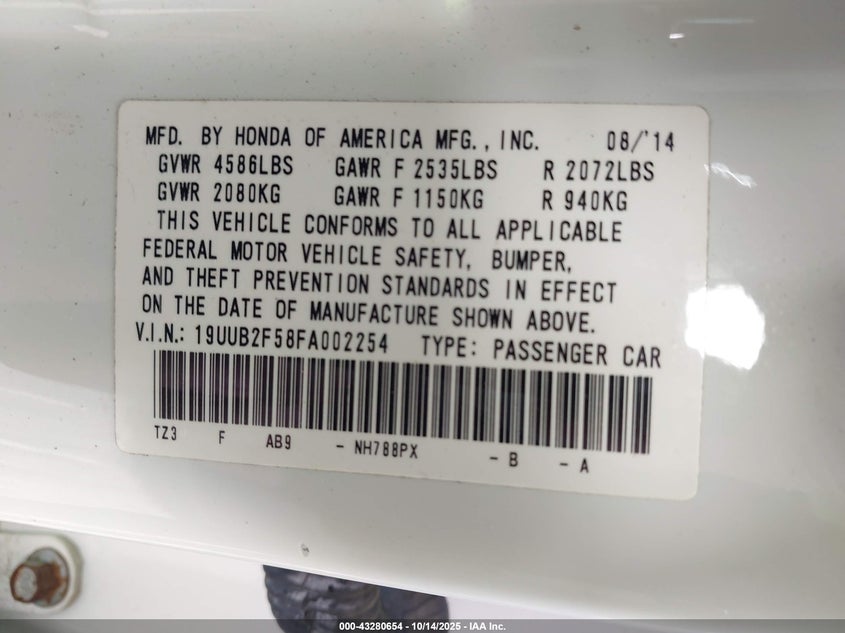 MFD. BY HONDA OF AMERICA MFG., INC. 08/'14
GVWR 4586LBS GAWR F 2535LBS R 2072LBS
GVWR 2080KG GAWR F 1150KG R 940KG
THIS VEHICLE CONFORMS TO ALL APPLICABLE
FEDERAL MOTOR VEHICLE SAFETY, BUMPER,
AND THEFT PREVENTION STANDARDS IN EFFECT
ON THE DATE OF MANUFACTURE SHOWN ABOVE.
V.I.N.: 19UUB2F58FA002254 TYPE: PASSENGER CAR
TZ3 F AB9 - NH788PX - B - A
000-43280654 | 10/14/2025 - IAA Inc.